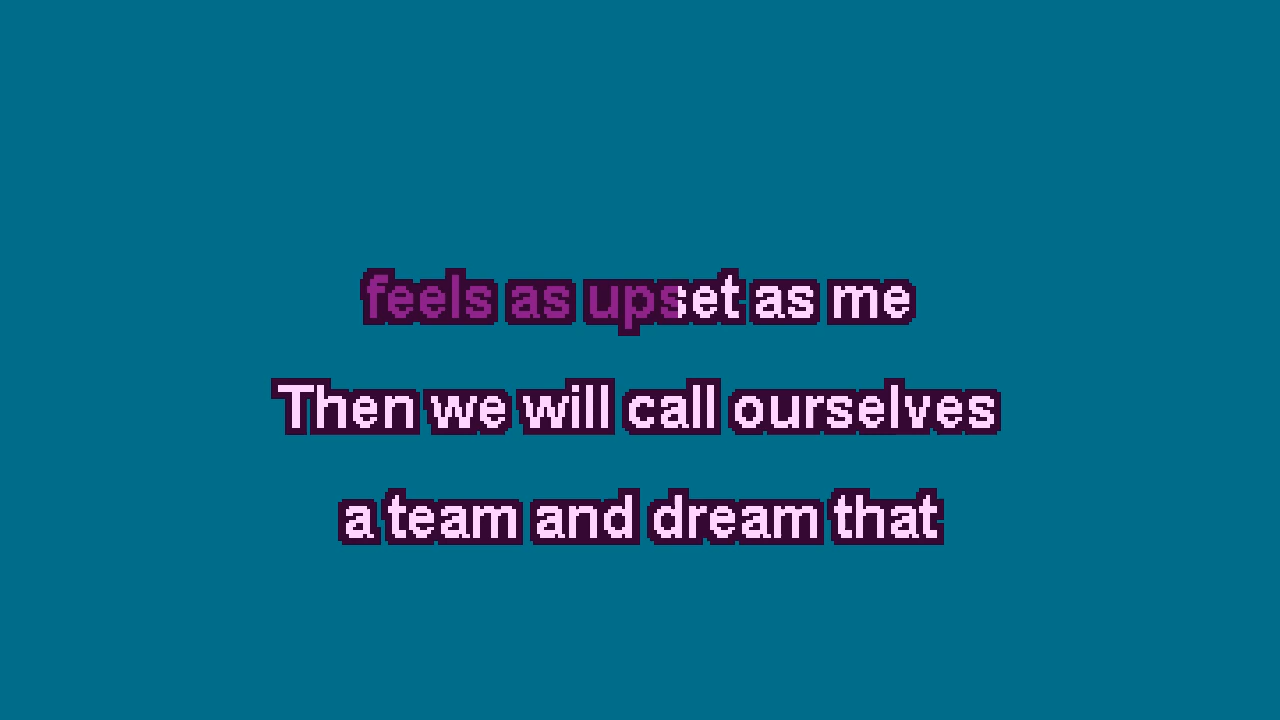 feels as upset as me
Then we will call ourselves
a team and dream that